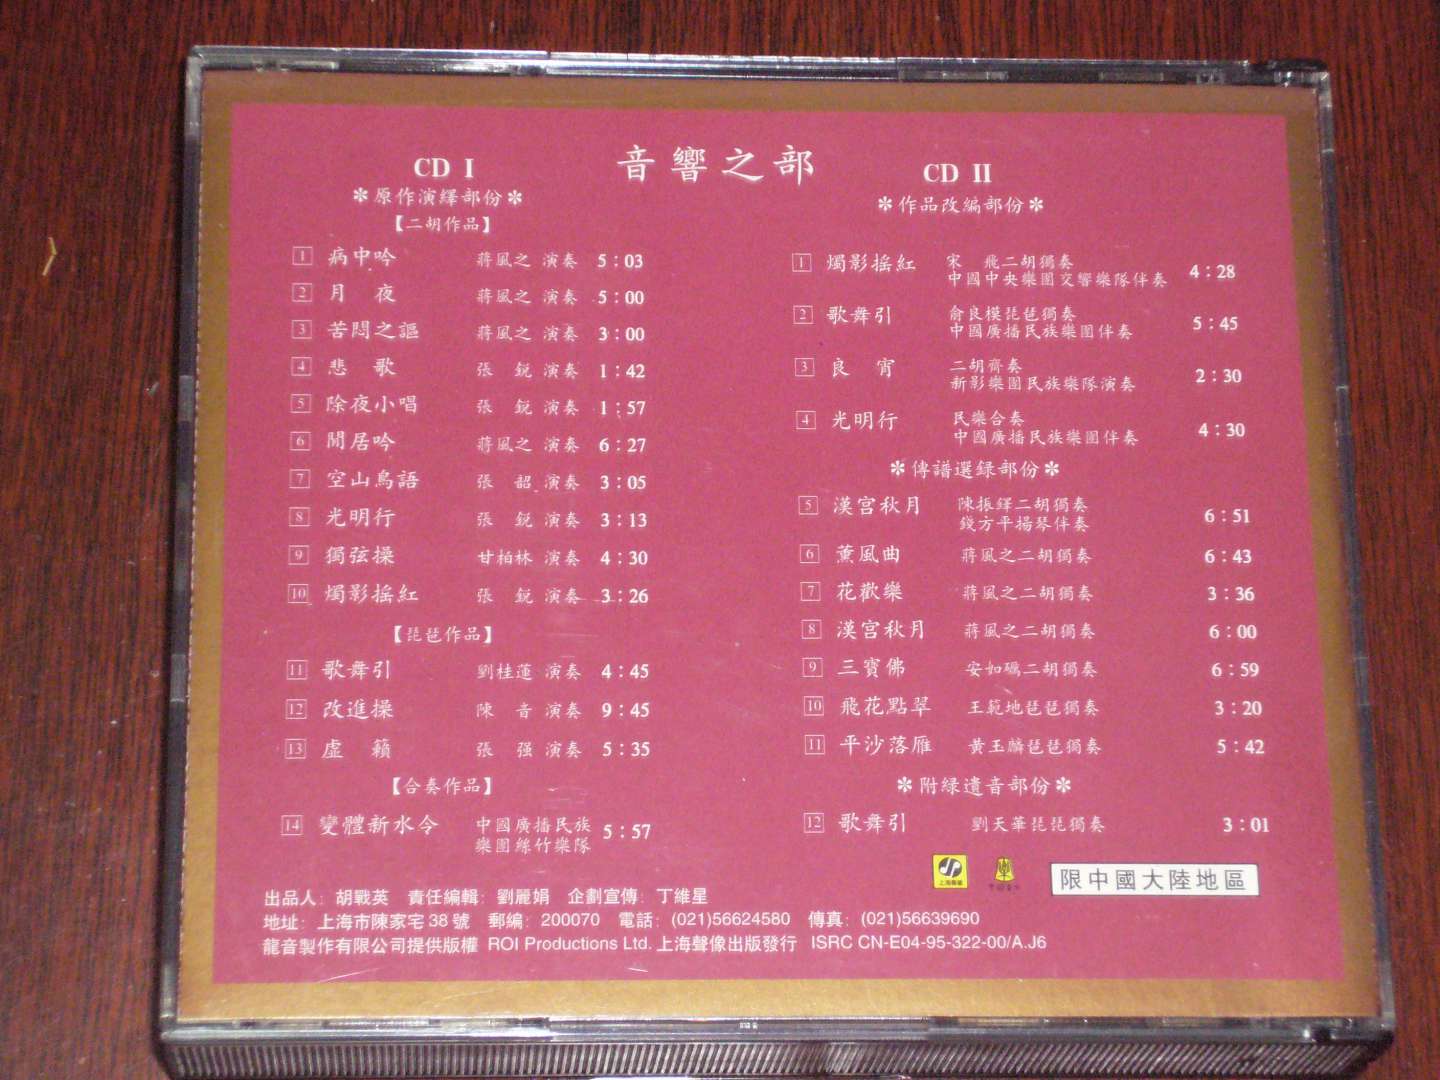 音響之部
CD I
✼原作演繹部份✼
【二胡作品】
1 病中吟 蔣風之 演奏 5：03
2 月 夜 蔣風之 演奏 5：00
3 苦悶之謳 蔣風之 演奏 3：00
4 悲 歌 張 鋭 演奏 1：42
5 除夜小唱 張 鋭 演奏 1：57
6 閒居吟 蔣風之 演奏 6：27
7 空山鳥語 張 韶 演奏 3：05
8 光明行 張 鋭 演奏 3：13
9 獨弦操 甘柏林 演奏 4：30
10 燭影摇紅 張 鋭 演奏 3：26
【琵琶作品】
11 歌舞引 劉桂蓮 演奏 4：45
12 改進操 陳 音 演奏 9：45
13 虚 籟 張 强 演奏 5：35
【合奏作品】
14 變體新水令 中國廣播民族
樂團絲竹樂隊 5：57
CD II
✼作品改編部份✼
1 燭影摇紅 宋 飛二胡獨奏
中國中央樂團交響樂隊伴奏 4：28
2 歌舞引 俞良模琵琶獨奏
中國廣播民族樂團伴奏 5：45
3 良 宵 二胡齊奏
新影樂團民族樂隊演奏 2：30
4 光明行 民樂合奏
中國廣播民族樂團伴奏 4：30
✼傳譜選録部份✼
5 漢宫秋月 陳振鐸二胡獨奏
錢方平揚琴伴奏 6：51
6 薰風曲 蔣風之二胡獨奏 6：43
7 花歡樂 蔣風之二胡獨奏 3：36
8 漢宫秋月 蔣風之二胡獨奏 6：00
9 三寶佛 安如礪二胡獨奏 6：59
10 飛花點翠 王範地琵琶獨奏 3：20
11 平沙落雁 黄玉麟琵琶獨奏 5：42
✼附緑遺音部份✼
12 歌舞引 劉天華琵琶獨奏 3：01
限中國大陸地區
出品人：胡戰英 責任編輯：劉麗娟 企劃宣傳：丁維星
地址：上海市陳家宅38號 郵編：200070 電話：(021)56624580 傳真：(021)56639690
龍音製作有限公司提供版權 ROI Productions Ltd. 上海聲像出版發行 ISRC CN-E04-95-322-00/A.J6